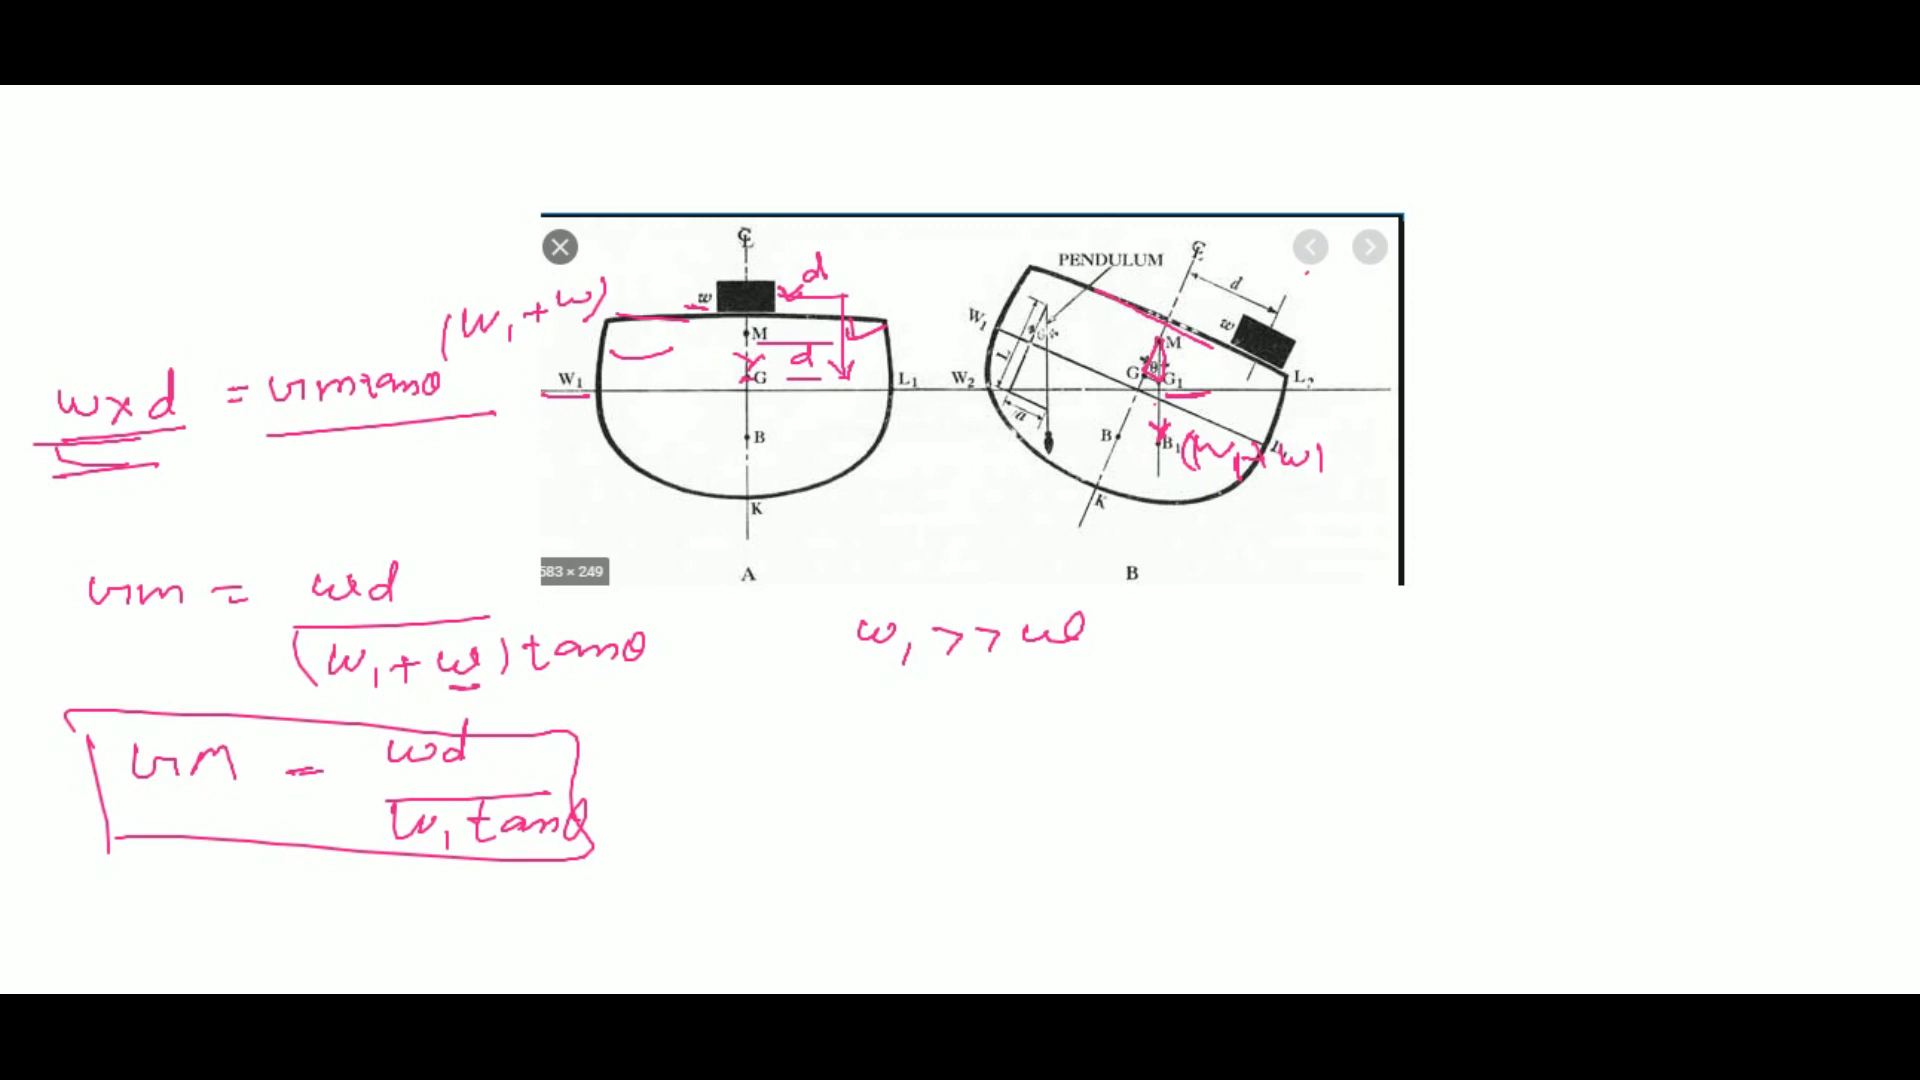 w × d = GM tanθ (W₁ + w)
GM = wd / (W₁ + w) tanθ
GM = wd / W₁ tanθ
W₁ >> w
℄
w
d
M
d
G
W₁
L₁
B
K
583 × 249
A
PENDULUM
℄
d
w
W₁
L
M
G
θ
G₁
W₂
L₂
a
B
B₁
(W₁ + w)
L₁
K
B